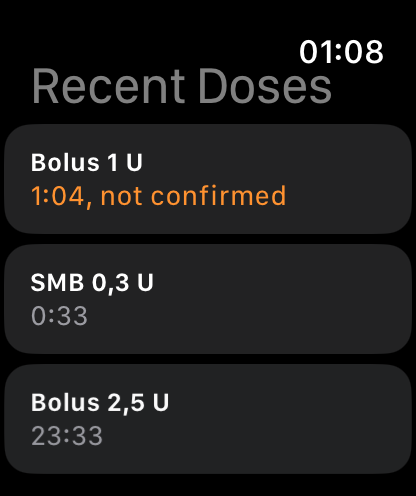 01:08
Recent Doses
Bolus 1 U
1:04, not confirmed
SMB 0,3 U
0:33
Bolus 2,5 U
23:33